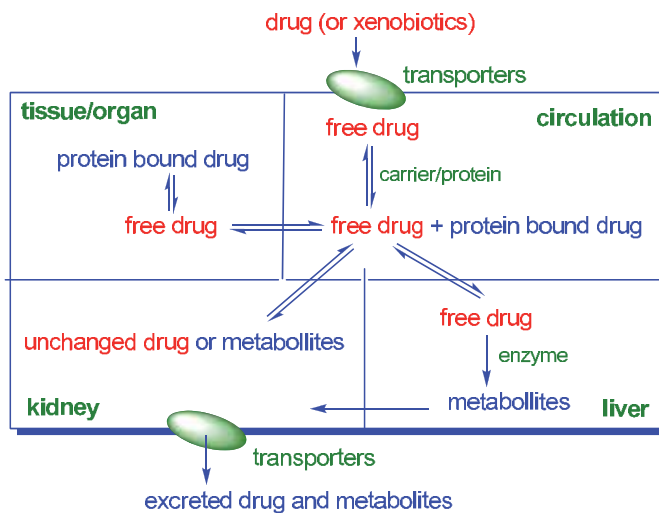 drug (or xenobiotics)
transporters
tissue/organ
circulation
free drug
protein bound drug
carrier/protein
free drug
free drug + protein bound drug
free drug
unchanged drug or metabollites
enzyme
metabollites
kidney
liver
transporters
excreted drug and metabolites